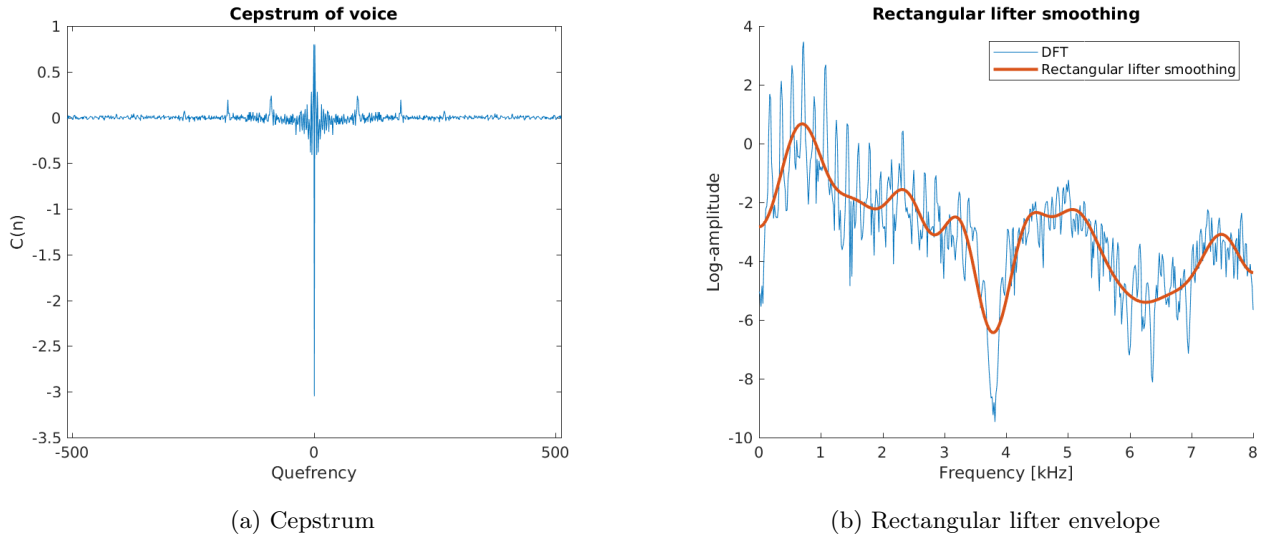 Cepstrum of voice
1
0.5
0
-0.5
-1
-1.5
-2
-2.5
-3
-3.5
C(n)
-500
0
500
Quefrency
(a) Cepstrum
Rectangular lifter smoothing
DFT
Rectangular lifter smoothing
4
2
0
-2
-4
-6
-8
-10
Log-amplitude
0 1 2 3 4 5 6 7 8
Frequency [kHz]
(b) Rectangular lifter envelope